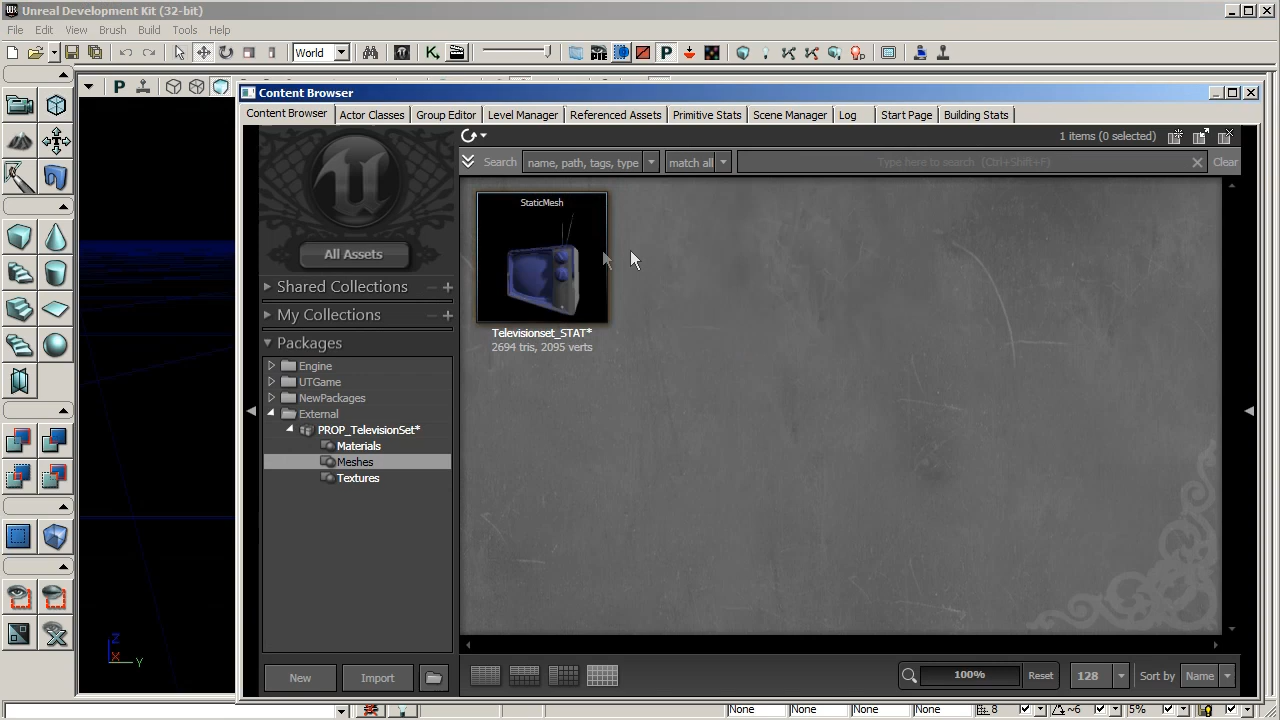 Unreal Development Kit (32-bit)
File Edit View Brush Build Tools Help
World
Content Browser
Content Browser Actor Classes Group Editor Level Manager Referenced Assets Primitive Stats Scene Manager Log Start Page Building Stats
1 items (0 selected)
Search name, path, tags, type match all Type here to search (Ctrl+Shift+F) Clear
StaticMesh
All Assets
Shared Collections
My Collections
Televisionset_STAT*
2694 tris, 2095 verts
Packages
Engine
UTGame
NewPackages
External
PROP_TelevisionSet*
Materials
Meshes
Textures
Z
X Y
New Import
100% Reset 128 Sort by Name
None None None None 8 ~6 5%